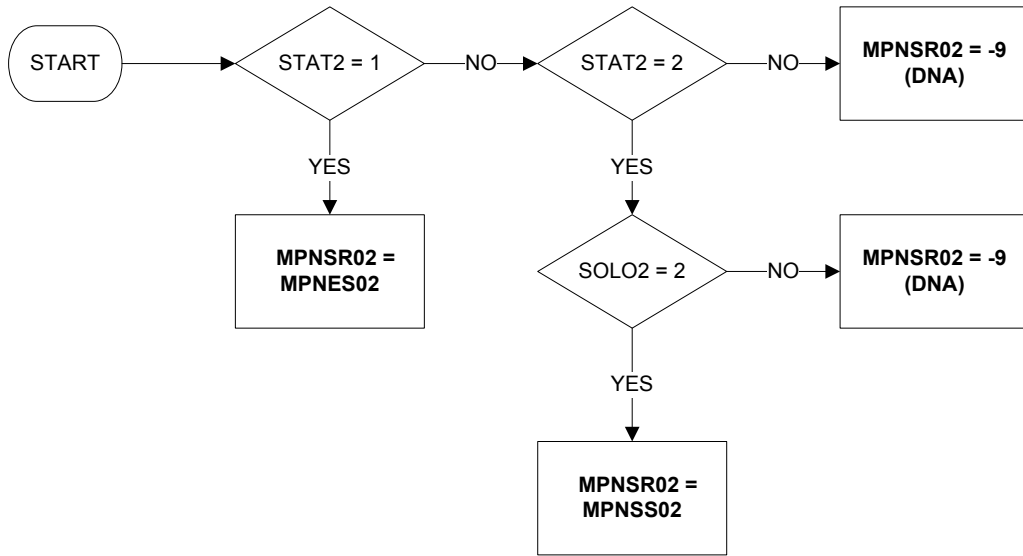 START
STAT2 = 1
NO
STAT2 = 2
NO
MPNSR02 = -9
(DNA)
YES
YES
MPNSR02 =
MPNES02
SOLO2 = 2
NO
MPNSR02 = -9
(DNA)
YES
MPNSR02 =
MPNSS02